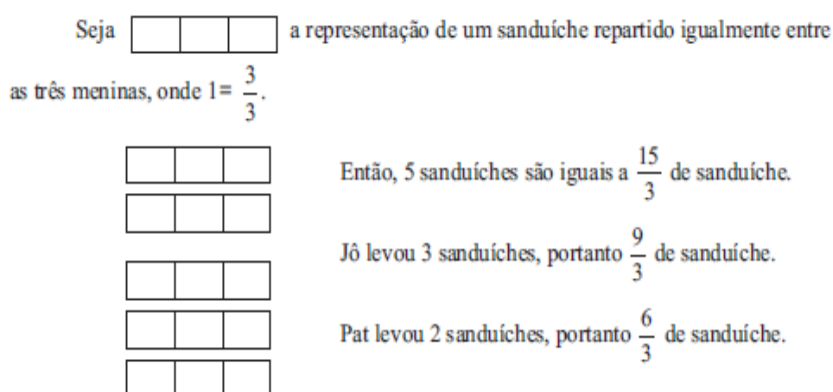 Seja a representação de um sanduíche repartido igualmente entre
as três meninas, onde 1= 3/3.
Então, 5 sanduíches são iguais a 15/3 de sanduíche.
Jô levou 3 sanduíches, portanto 9/3 de sanduíche.
Pat levou 2 sanduíches, portanto 6/3 de sanduíche.